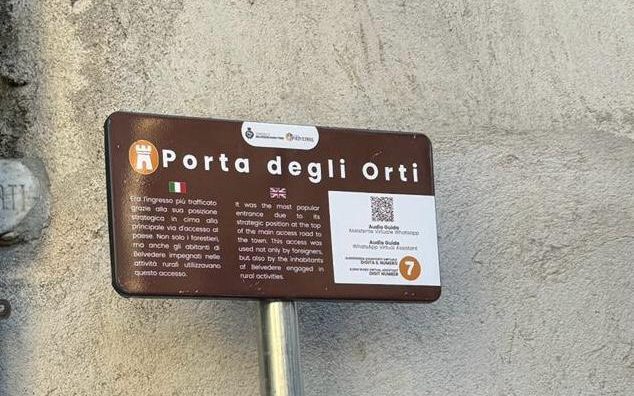 Porta degli Orti
Era l'ingresso più trafficato
grazie alla sua posizione
strategica in cima alla
principale via d'accesso al
paese. Non solo i forestieri,
ma anche gli abitanti di
Belvedere impegnati nelle
attività rurali utilizzavano
questo accesso.
It was the most popular
entrance due to its
strategic position at the top
of the main access road to
the town. This access was
used not only by foreigners,
but also by the inhabitants
of Belvedere engaged in
rural activities.
Audio Guida
Assistente Virtuale WhatsApp
Audio Guide
WhatsApp Virtual Assistant
DIGITA IL NUMERO
DIGIT NUMBER
7